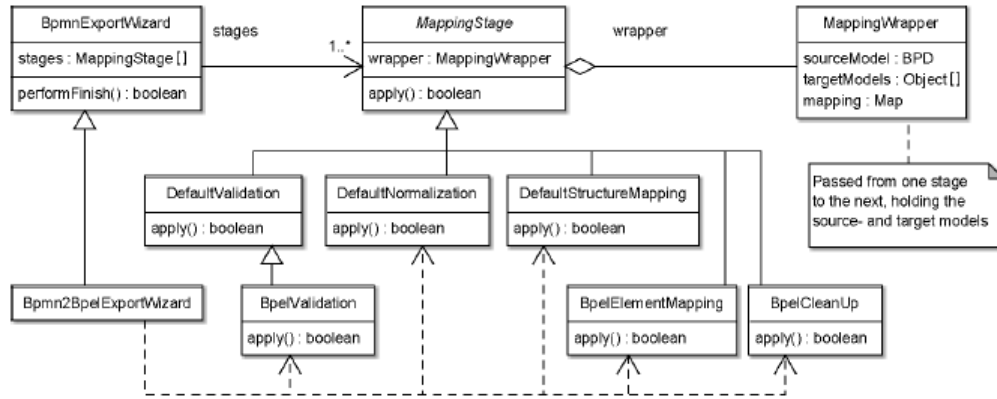 BpmnExportWizard
stages : MappingStage[]
performFinish() : boolean
stages
1..*
MappingStage
wrapper : MappingWrapper
apply() : boolean
wrapper
MappingWrapper
sourceModel : BPD
targetModels : Object[]
mapping : Map
Passed from one stage
to the next, holding the
source- and target models
DefaultValidation
apply() : boolean
DefaultNormalization
apply() : boolean
DefaultStructureMapping
apply() : boolean
Bpmn2BpelExportWizard
BpelValidation
apply() : boolean
BpelElementMapping
apply() : boolean
BpelCleanUp
apply() : boolean